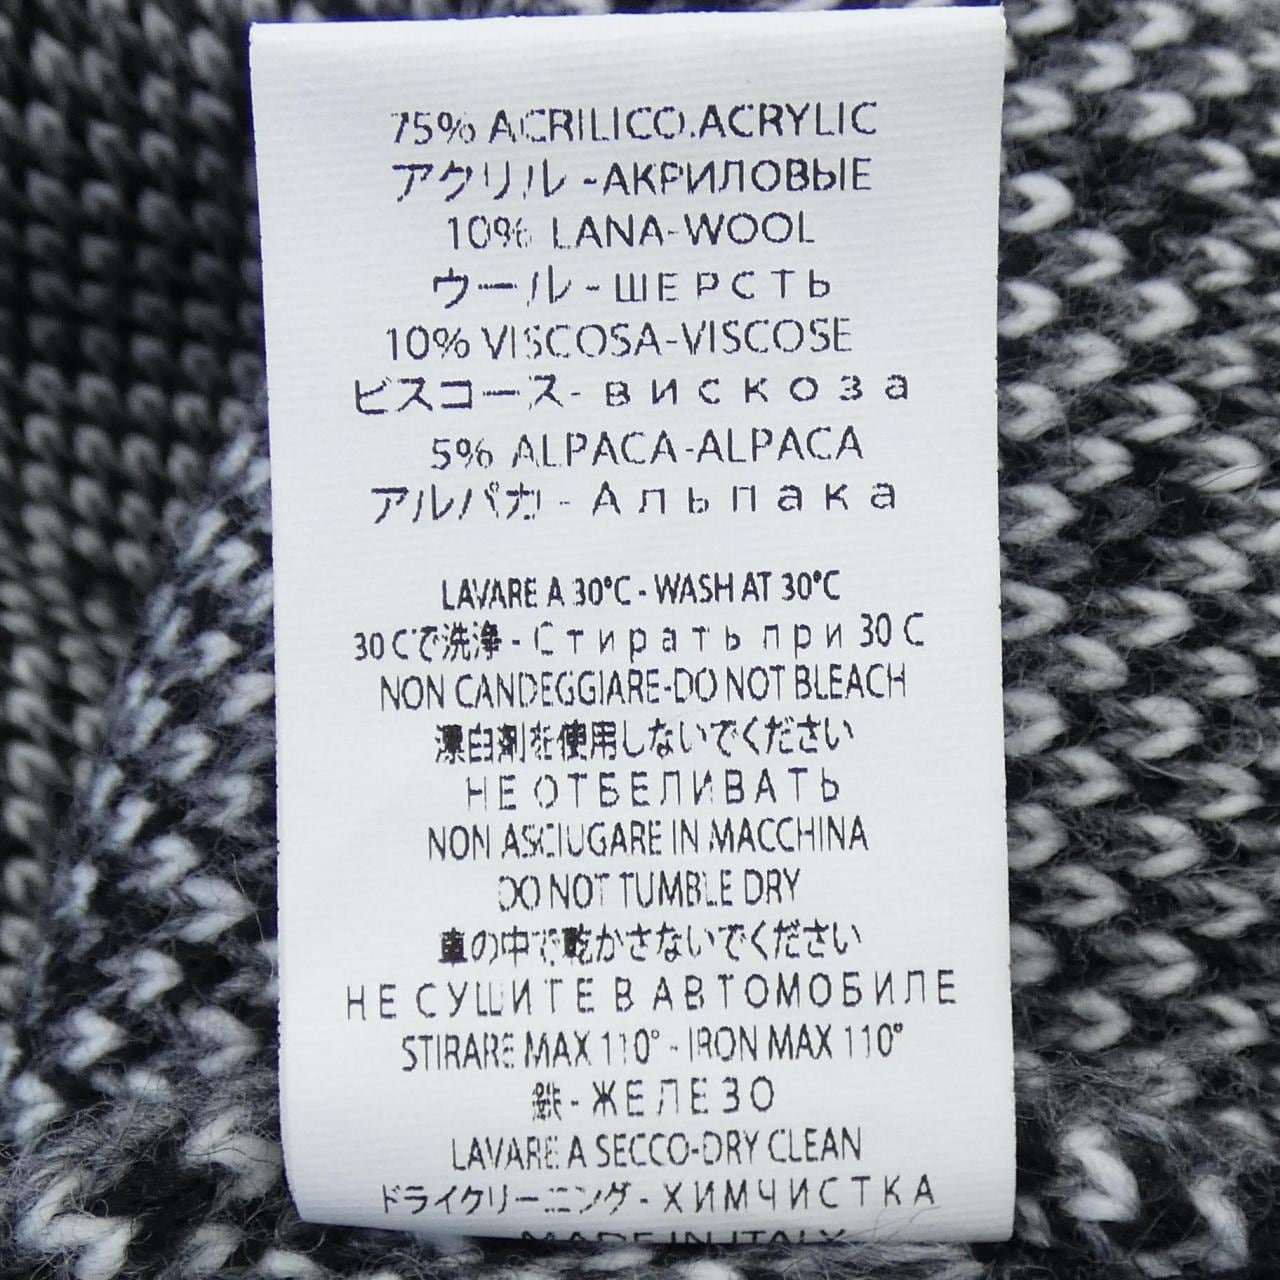 75% ACRILICO.ACRYLIC
アクリル-АКРИЛОВЫЕ
10% LANA-WOOL
ウール-ШЕРСТЬ
10% VISCOSA-VISCOSE
ビスコース-вискоза
5% ALPACA-ALPACA
アルパカ-Альпака
LAVARE A 30°C - WASH AT 30°C
30 Cで洗浄 - Стирать при 30 C
NON CANDEGGIARE-DO NOT BLEACH
漂白剤を使用しないでください
НЕ ОТБЕЛИВАТЬ
NON ASCIUGARE IN MACCHINA
DO NOT TUMBLE DRY
車の中で乾かさないでください
НЕ СУШИТЕ В АВТОМОБИЛЕ
STIRARE MAX 110° - IRON MAX 110°
鉄-ЖЕЛЕЗО
LAVARE A SECCO-DRY CLEAN
ドライクリーニング-ХИМЧИСТКА
MADE IN ITALY